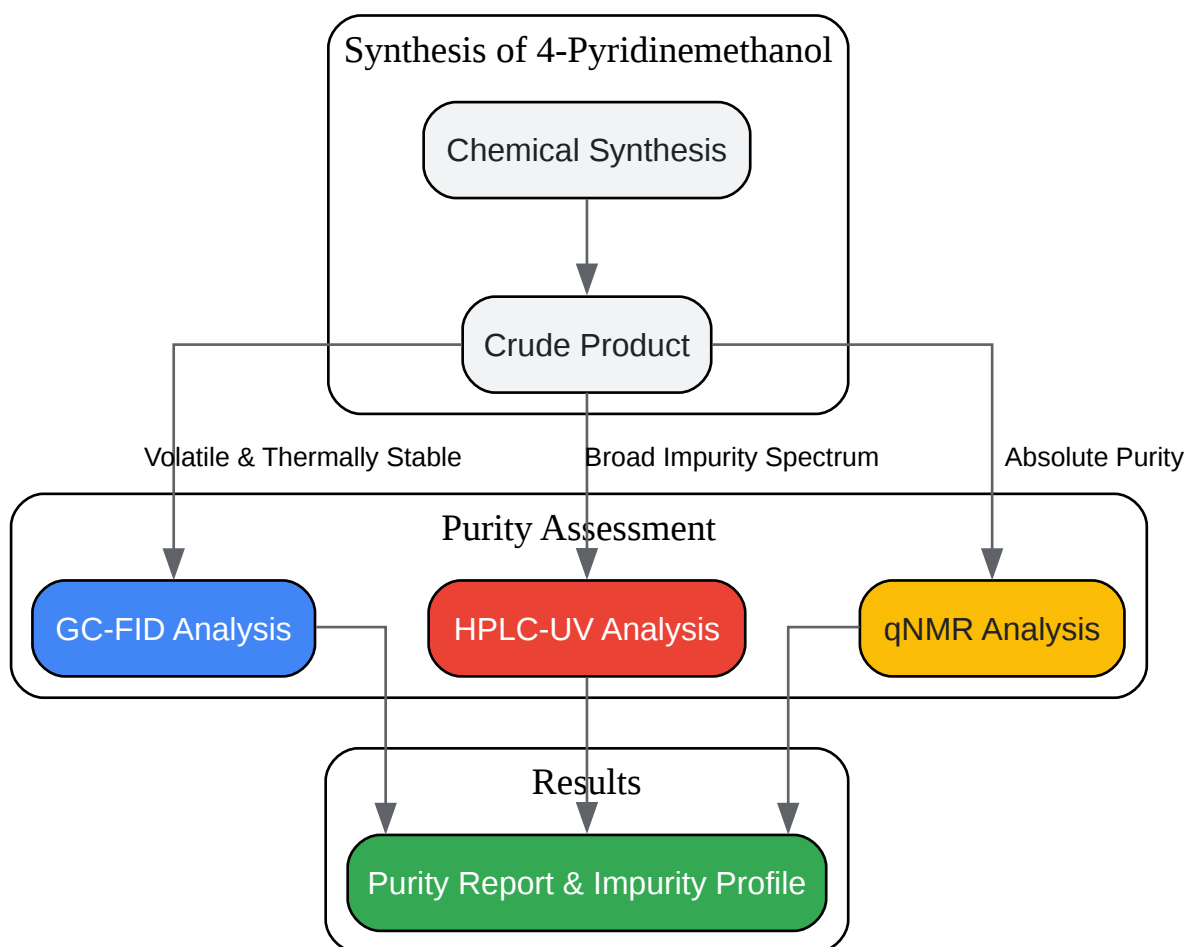 Synthesis of 4-Pyridinemethanol
Chemical Synthesis
Crude Product
Volatile & Thermally Stable
Broad Impurity Spectrum
Absolute Purity
Purity Assessment
GC-FID Analysis
HPLC-UV Analysis
qNMR Analysis
Results
Purity Report & Impurity Profile